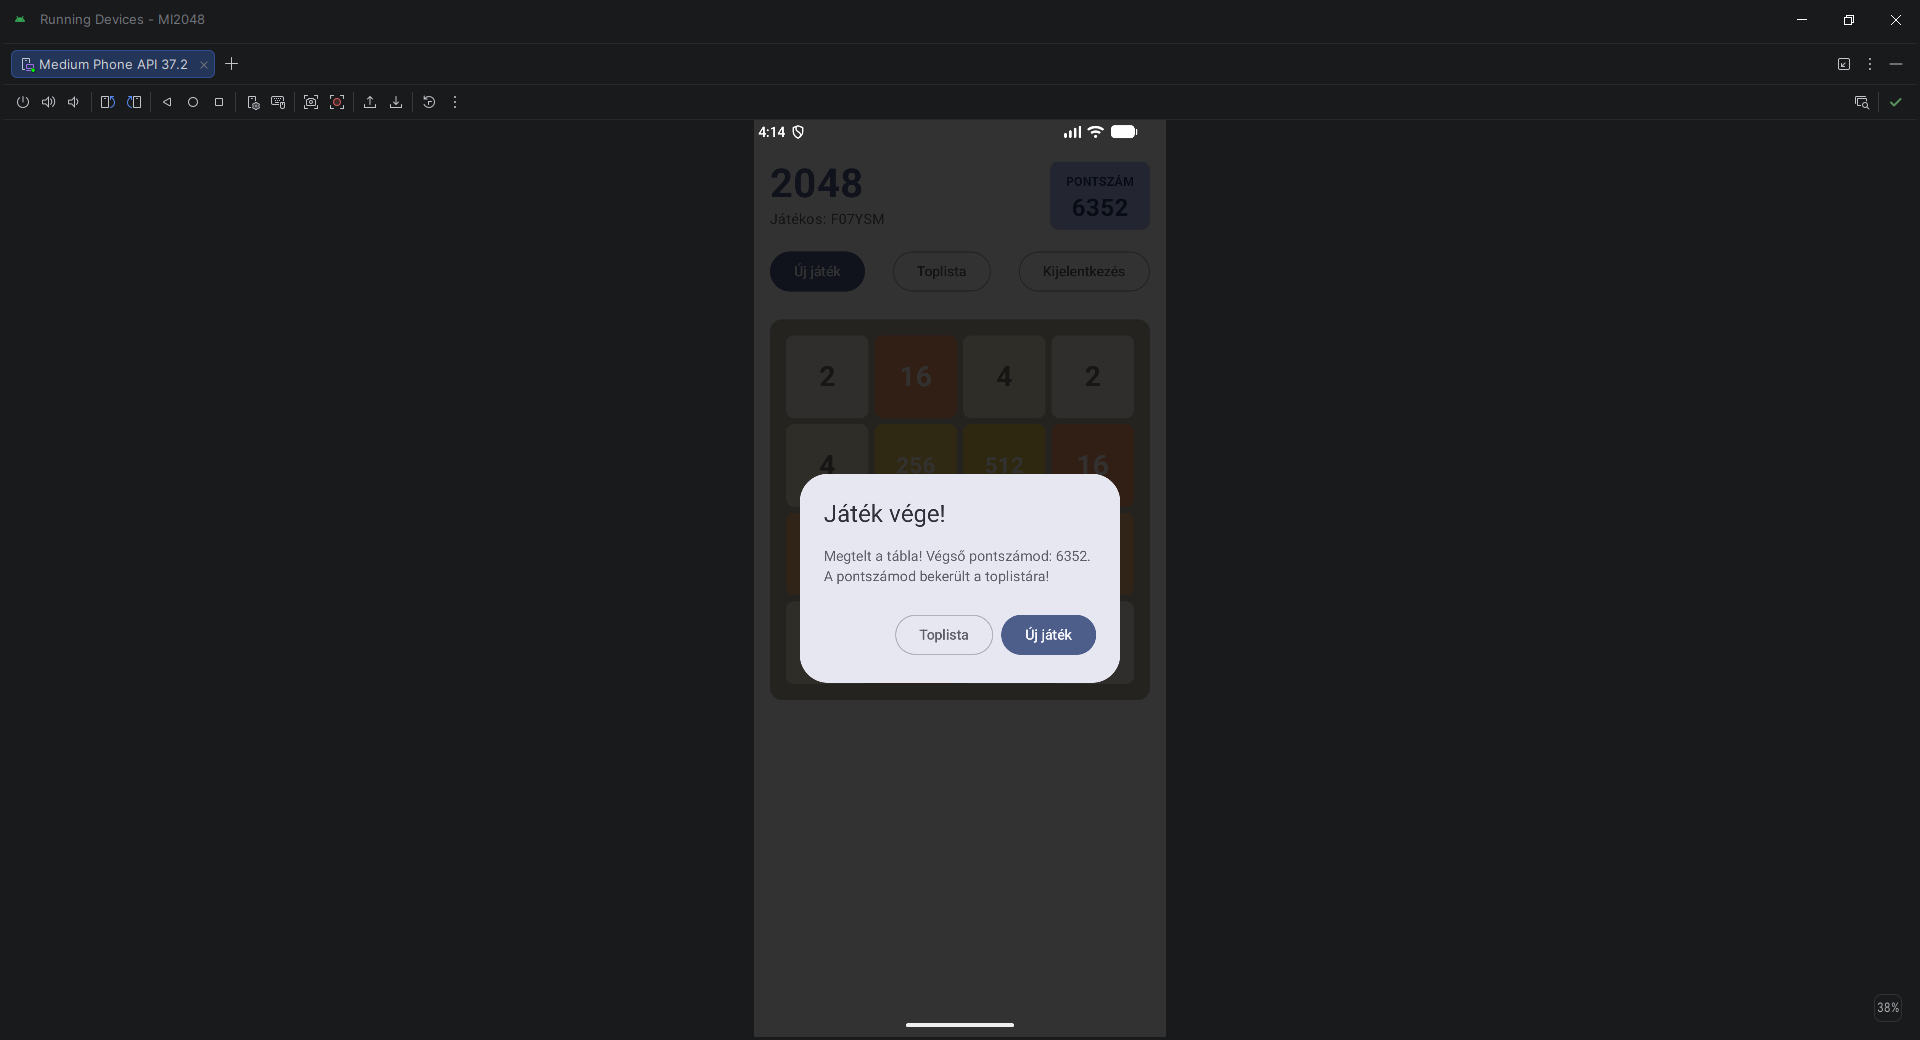 Running Devices - MI2048
Medium Phone API 37.2
4:14
2048
PONTSZÁM
6352
Játékos: F07YSM
Új játék
Toplista
Kijelentkezés
2 16 4 2
4 256 512 16
Játék vége!
Megtelt a tábla! Végső pontszámod: 6352.
A pontszámod bekerült a toplistára!
Toplista
Új játék
38%